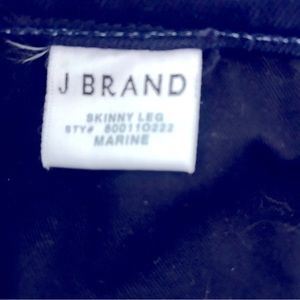 J BRAND
SKINNY LEG
STY# 800110222
MARINE